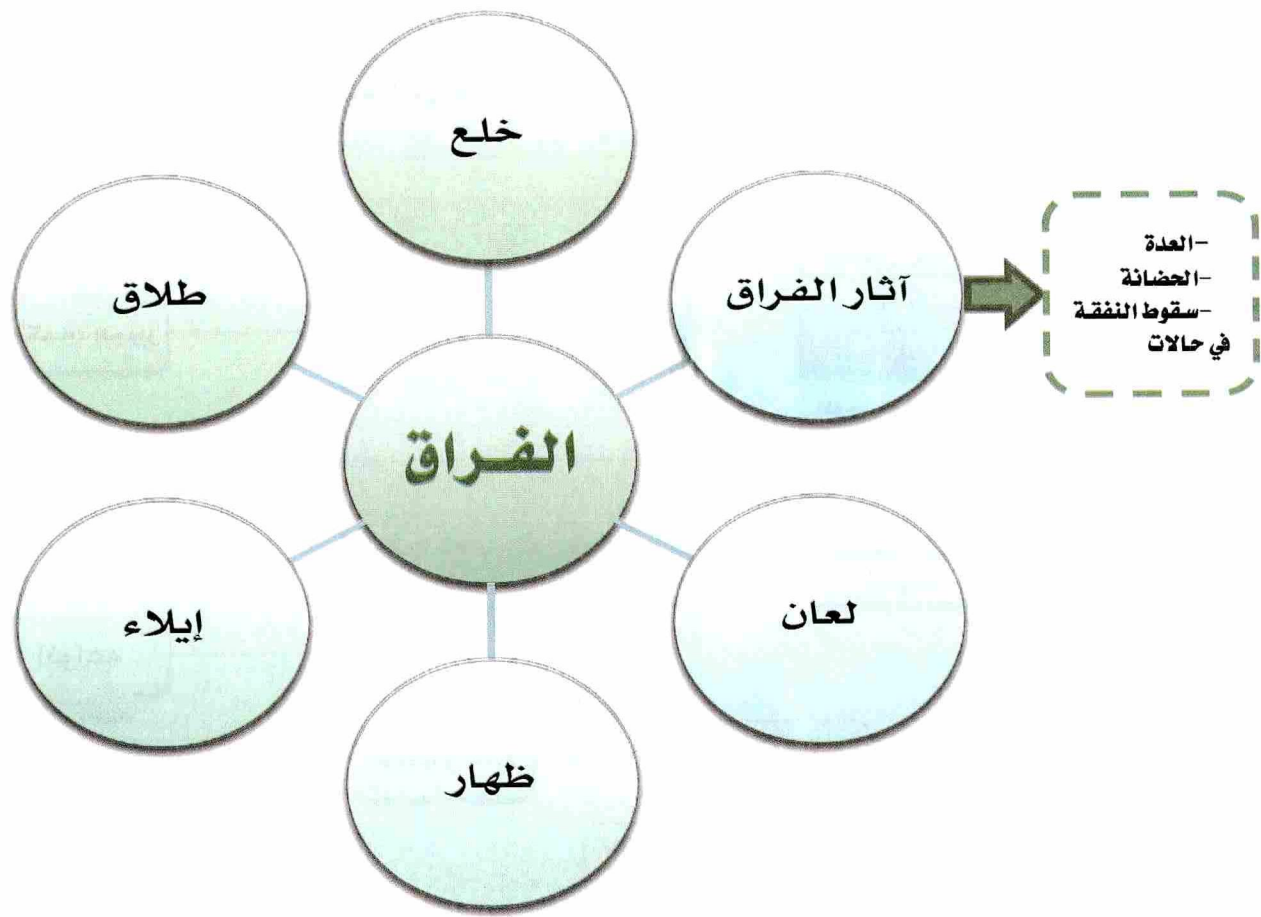 خلع
آثار الفراق
-العدة
-الحضانة
-سقوط النفقة
في حالات
طلاق
الفراق
لعان
إيلاء
ظهار